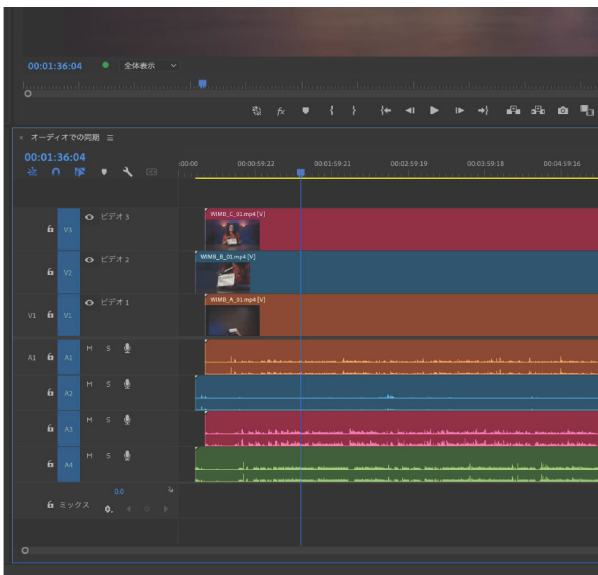 00:01:36:04 全体表示
× オーディオでの同期
00:01:36:04
:00:00 00:00:59:22 00:01:59:21 00:02:59:19 00:03:59:18 00:04:59:16
V3 ビデオ 3 WIMB_C_01.mp4 [V]
V2 ビデオ 2 WIMB_B_01.mp4 [V]
V1 V1 ビデオ 1 WIMB_A_01.mp4 [V]
A1 A1 M S
A2 M S
A3 M S
A4 M S
0.0
ミックス 0.